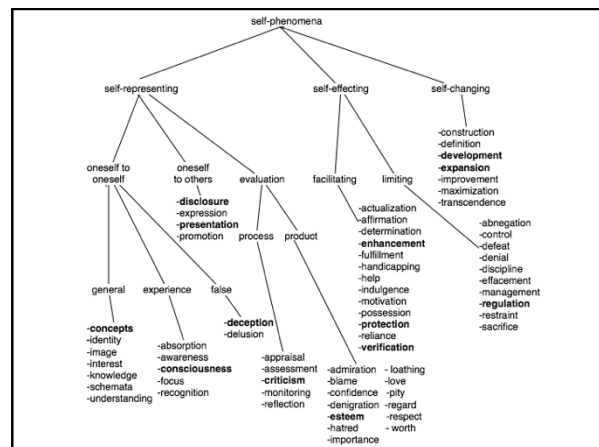 self-phenomena
self-representing
self-effecting
self-changing
-construction
-definition
-development
-expansion
-improvement
-maximization
-transcendence
oneself to
oneself
oneself
to others
evaluation
facilitating
limiting
-disclosure
-expression
-presentation
-promotion
process
product
-actualization
-affirmation
-determination
-enhancement
-fulfillment
-handicapping
-help
-indulgence
-motivation
-possession
-protection
-reliance
-verification
-abnegation
-control
-defeat
-denial
-discipline
-effacement
-management
-regulation
-restraint
-sacrifice
general
experience
false
-concepts
-identity
-image
-interest
-knowledge
-schemata
-understanding
-absorption
-awareness
-consciousness
-focus
-recognition
-deception
-delusion
-appraisal
-assessment
-criticism
-monitoring
-reflection
-admiration
-blame
-confidence
-denigration
-esteem
-hatred
-importance
- loathing
-love
-pity
-regard
-respect
- worth